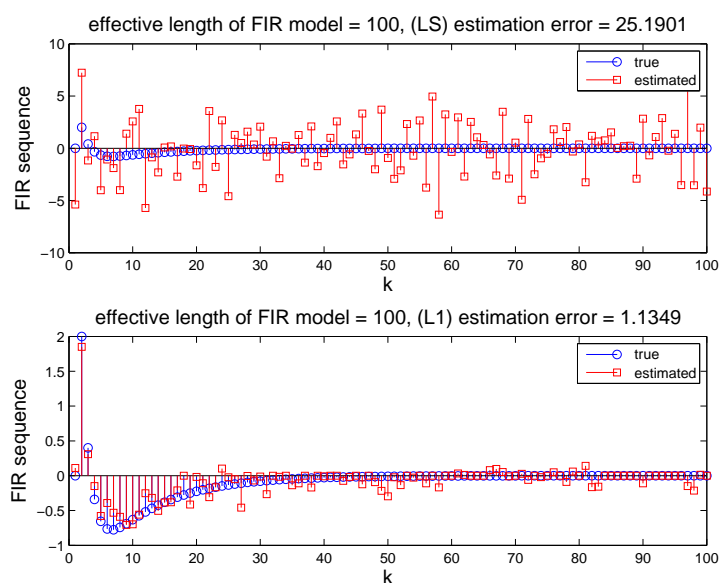 effective length of FIR model = 100, (LS) estimation error = 25.1901
10
5
0
−5
−10
FIR sequence
true
estimated
0 10 20 30 40 50 60 70 80 90 100
k
effective length of FIR model = 100, (L1) estimation error = 1.1349
2
1.5
1
0.5
0
−0.5
−1
FIR sequence
true
estimated
0 10 20 30 40 50 60 70 80 90 100
k